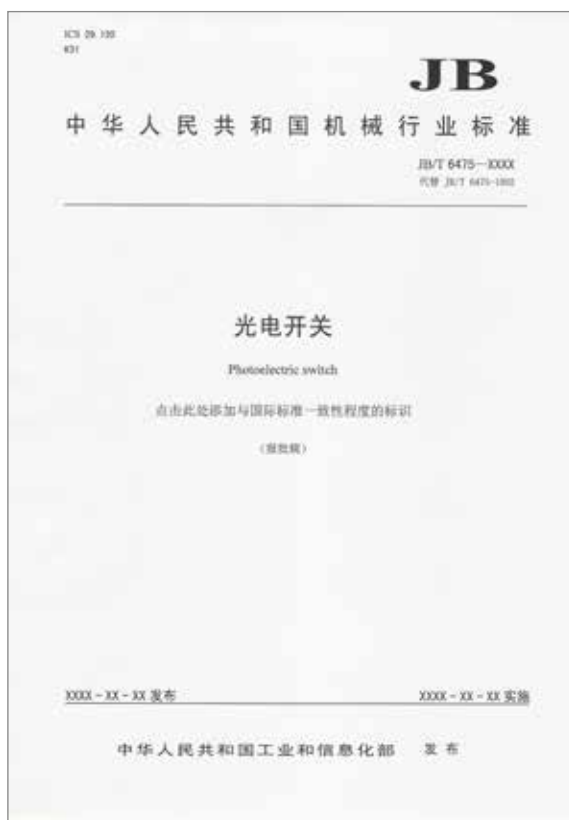 JB
中华人民共和国机械行业标准
JB/T 6475—XXXX
代替 JB/T 6475-1992
光电开关
Photoelectric switch
点击此处添加与国际标准一致性程度的标识
(报批稿)
XXXX-XX-XX 发布
XXXX-XX-XX 实施
中华人民共和国工业和信息化部 发布